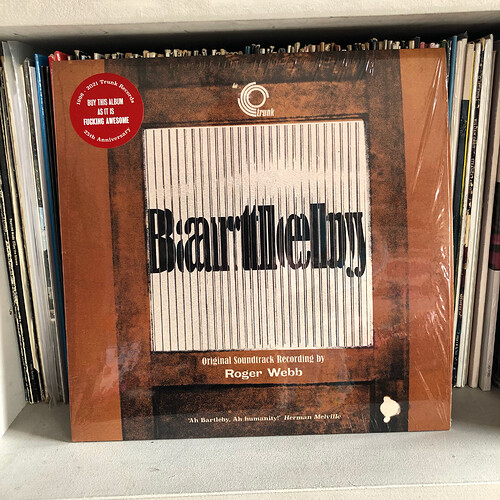 trunk
1996 - 2021 Trunk Records
BUY THIS ALBUM
AS IT IS
FUCKING AWESOME
25th Anniversary
Bartleby
Original Soundtrack Recording by
Roger Webb
"Ah Bartleby, Ah humanity!" Herman Melville